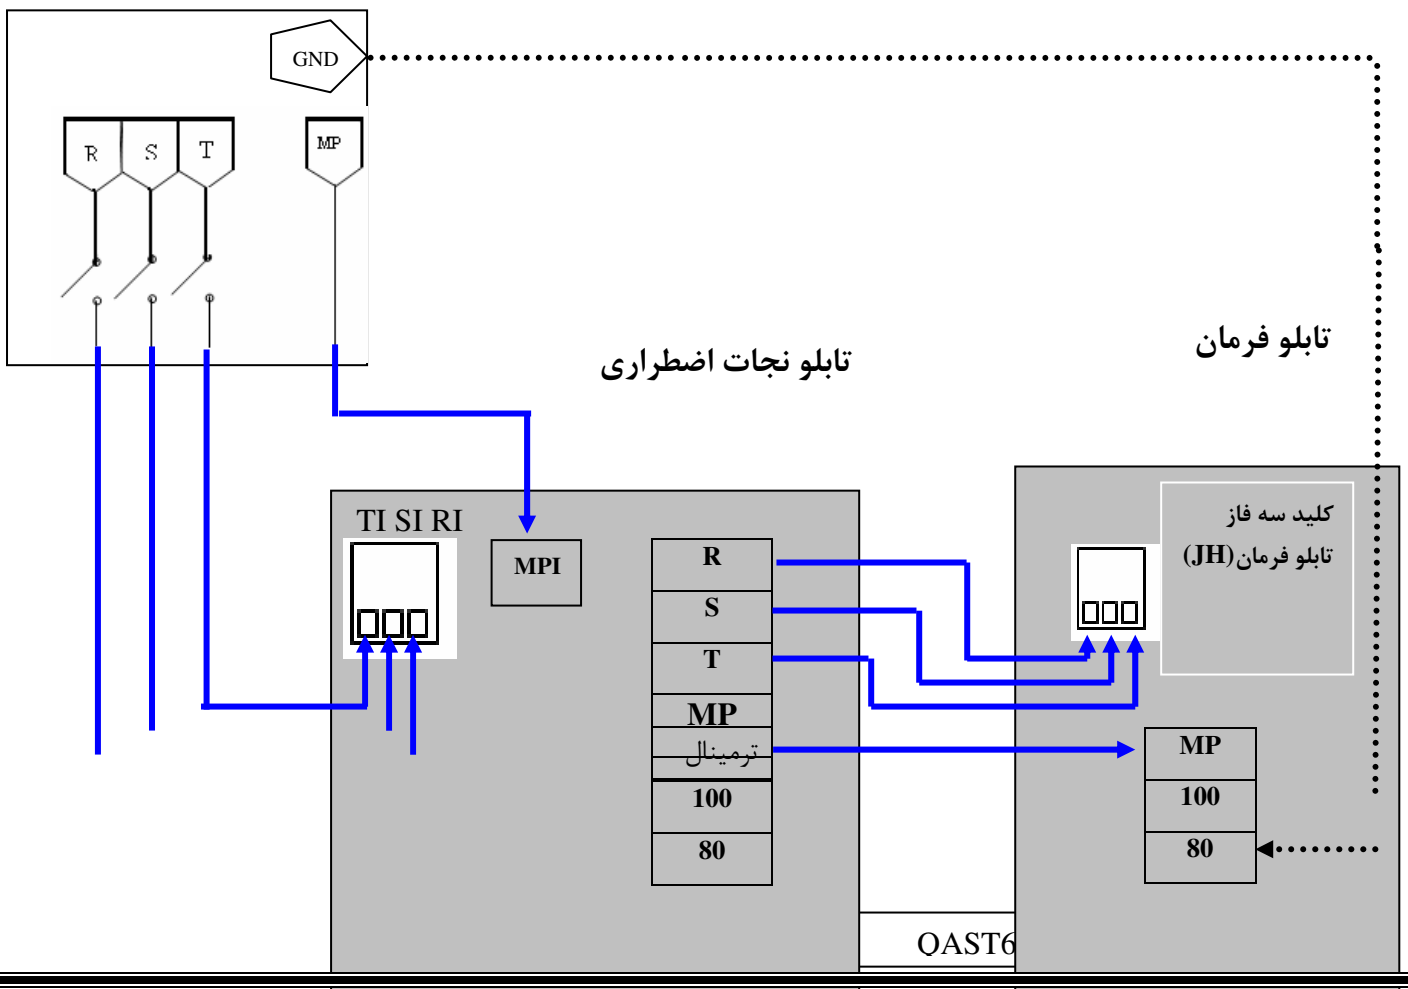 GND
R S T MP
تابلو فرمان
تابلو نجات اضطراری
TI SI RI
MPI
R
S
T
MP
ترمینال
100
80
کلید سه فاز
تابلو فرمان(JH)
MP
100
80
QAST6